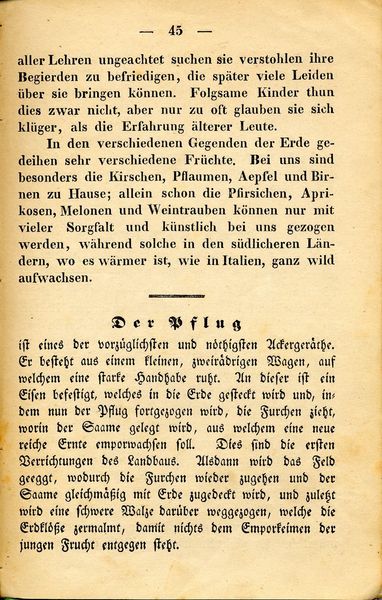 — 45 —
aller Lehren ungeachtet suchen sie verstohlen ihre
Begierden zu befriedigen, die später viele Leiden
über sie bringen können. Folgsame Kinder thun
dies zwar nicht, aber nur zu oft glauben sie sich
klüger, als die Erfahrung älterer Leute.
In den verschiedenen Gegenden der Erde ge-
deihen sehr verschiedene Früchte. Bei uns sind
besonders die Kirschen, Pflaumen, Aepfel und Bir-
nen zu Hause; allein schon die Pfirsichen, Apri-
kosen, Melonen und Weintrauben können nur mit
vieler Sorgfalt und künstlich bei uns gezogen
werden, während solche in den südlicheren Län-
dern, wo es wärmer ist, wie in Italien, ganz wild
aufwachsen.
Der Pflug
ist eines der vorzüglichsten und nöthigsten Ackergeräthe.
Er besteht aus einem kleinen, zweirädrigen Wagen, auf
welchem eine starke Handhabe ruht. An dieser ist ein
Eisen befestigt, welches in die Erde gesteckt wird und, in-
dem nun der Pflug fortgezogen wird, die Furchen zieht,
worin der Saame gelegt wird, aus welchem eine neue
reiche Ernte emporwachsen soll. Dies sind die ersten
Verrichtungen des Landbaus. Alsdann wird das Feld
geeggt, wodurch die Furchen wieder zugehen und der
Saame gleichmäßig mit Erde zugedeckt wird, und zuletzt
wird eine schwere Walze darüber weggezogen, welche die
Erdklöße zermalmt, damit nichts dem Emporkeimen der
jungen Frucht entgegen steht.